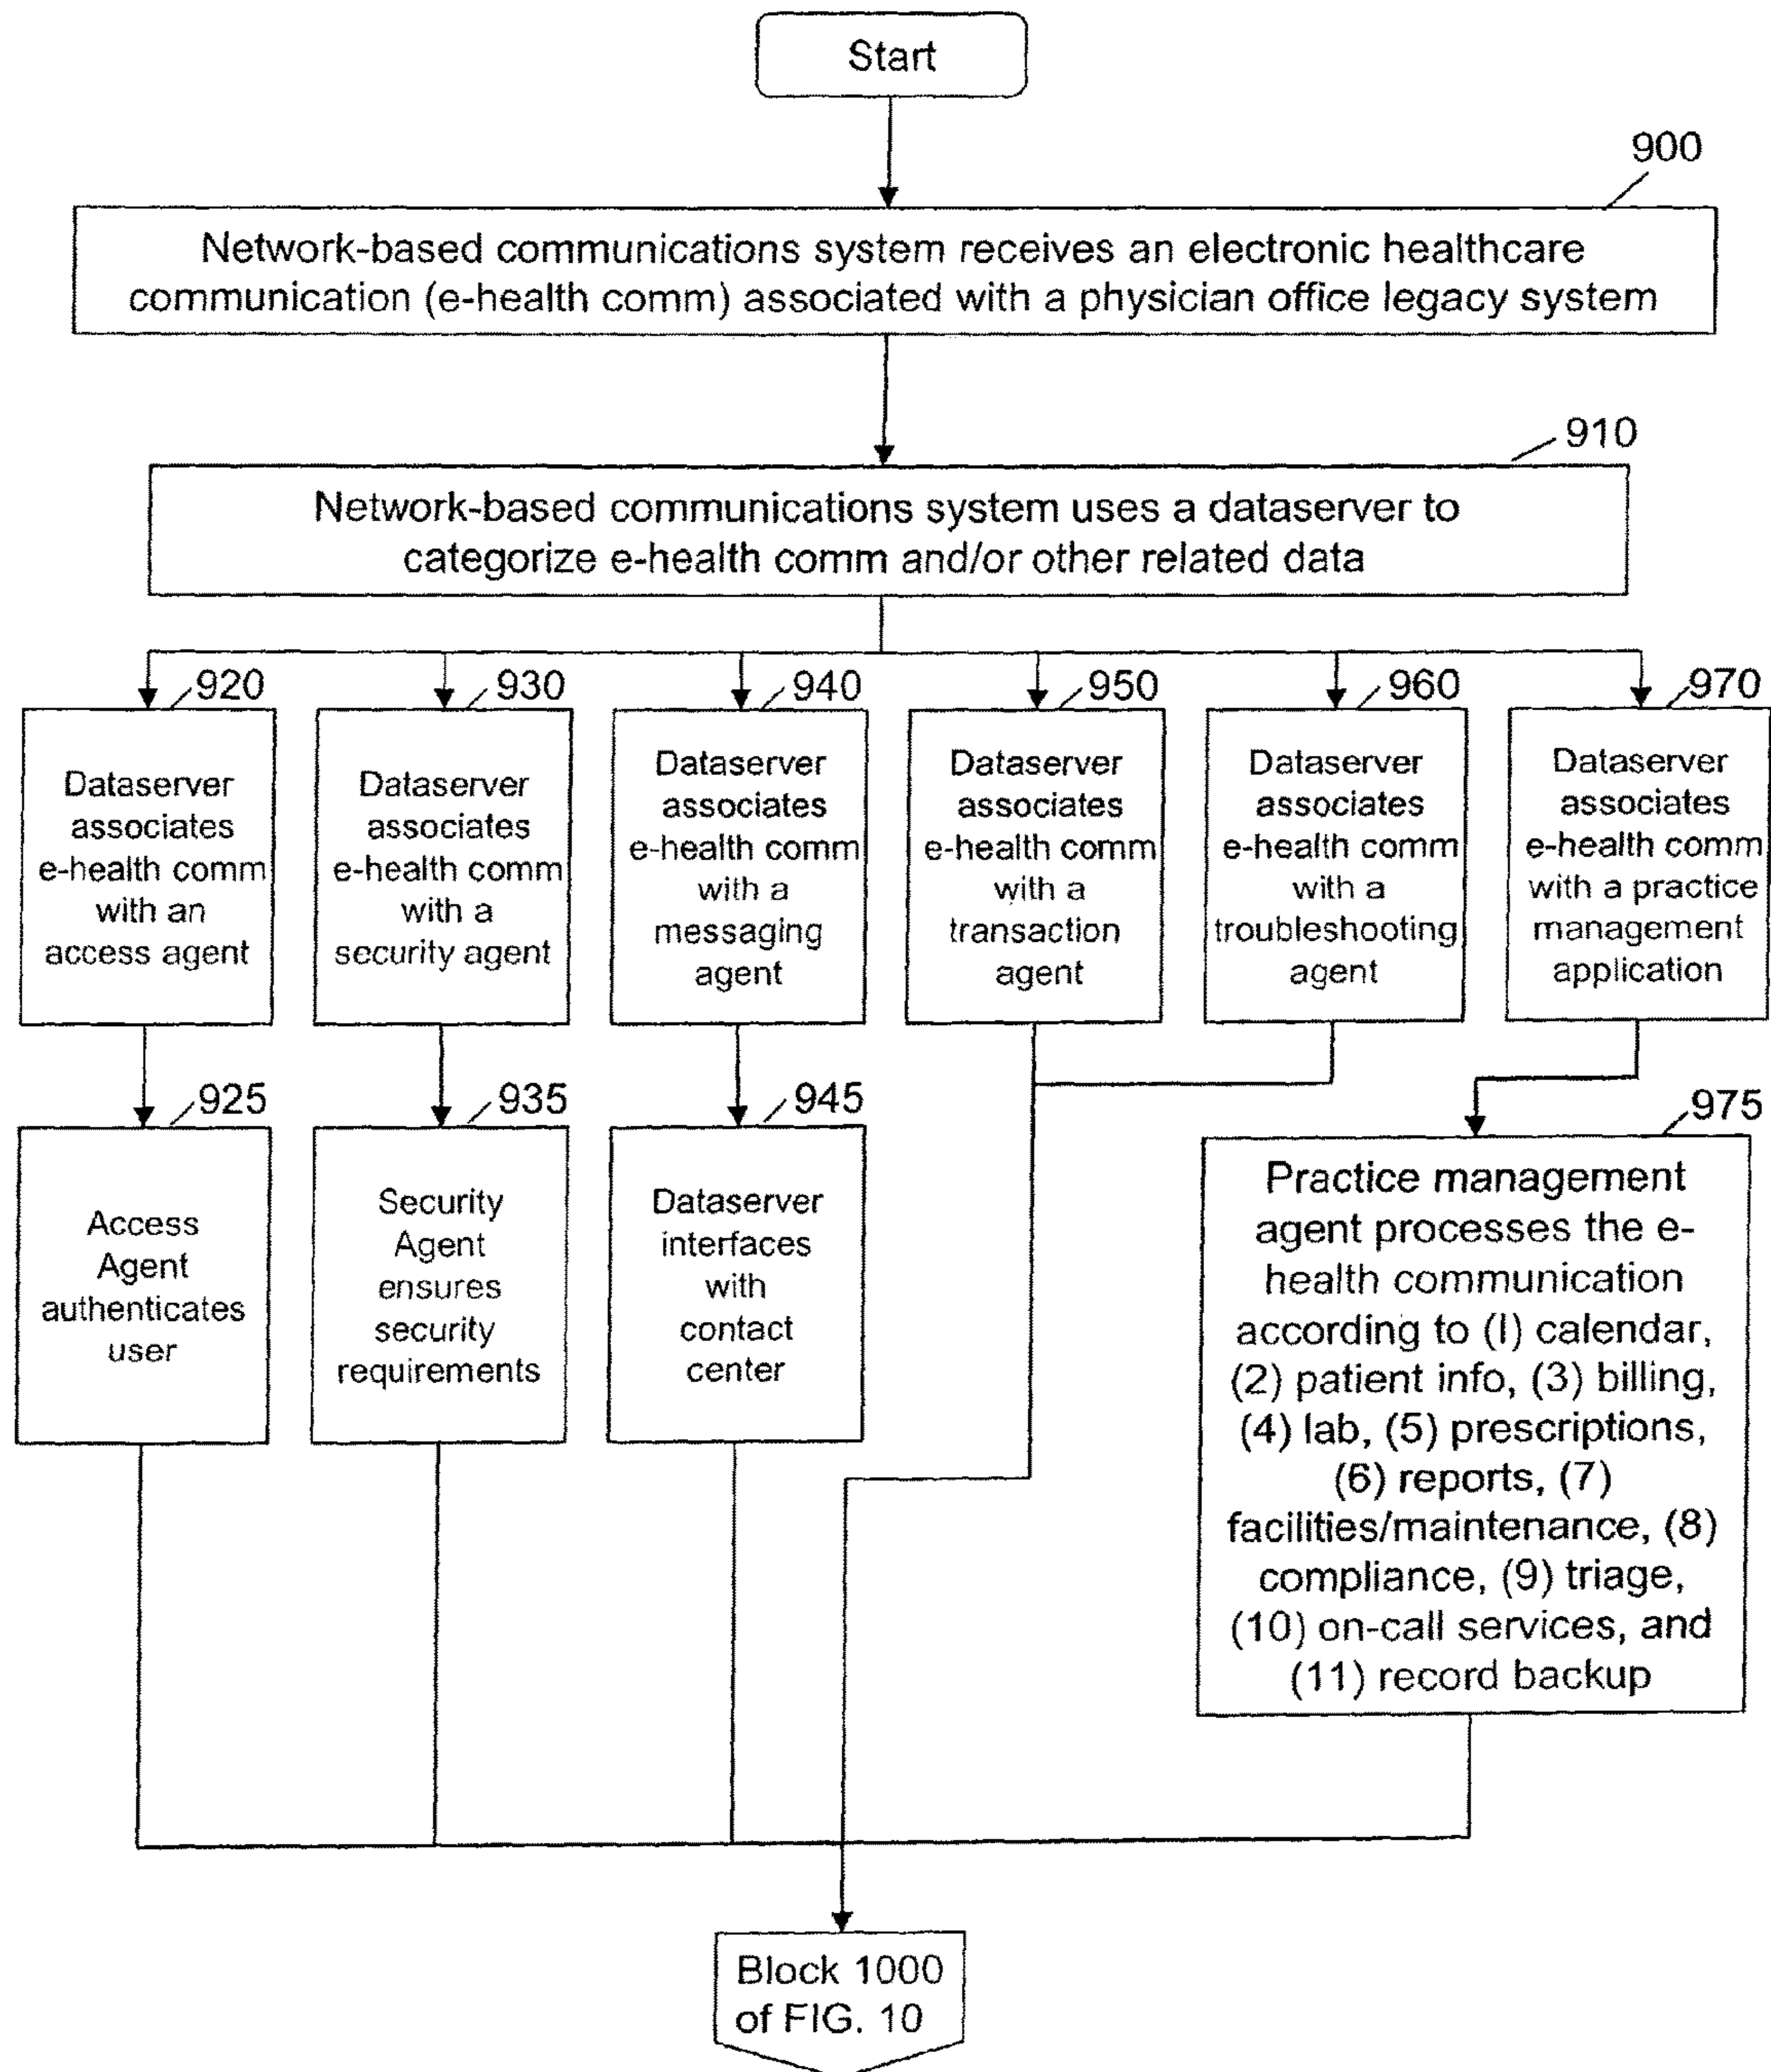 Start
900
Network-based communications system receives an electronic healthcare
communication (e-health comm) associated with a physician office legacy system
910
Network-based communications system uses a dataserver to
categorize e-health comm and/or other related data
920
Dataserver
associates
e-health comm
with an
access agent
930
Dataserver
associates
e-health comm
with a
security agent
940
Dataserver
associates
e-health comm
with a
messaging
agent
950
Dataserver
associates
e-health comm
with a
transaction
agent
960
Dataserver
associates
e-health comm
with a
troubleshooting
agent
970
Dataserver
associates
e-health comm
with a practice
management
application
925
Access
Agent
authenticates
user
935
Security
Agent
ensures
security
requirements
945
Dataserver
interfaces
with
contact
center
975
Practice management
agent processes the e-
health communication
according to (I) calendar,
(2) patient info, (3) billing,
(4) lab, (5) prescriptions,
(6) reports, (7)
facilities/maintenance, (8)
compliance, (9) triage,
(10) on-call services, and
(11) record backup
Block 1000
of FIG. 10